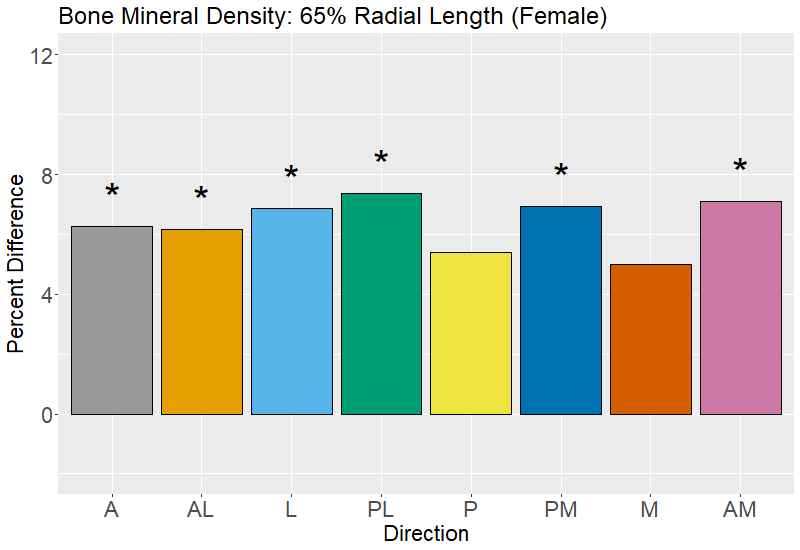 Bone Mineral Density: 65% Radial Length (Female)
12
8
4
0
Percent Difference
* * * * * *
A AL L PL P PM M AM
Direction